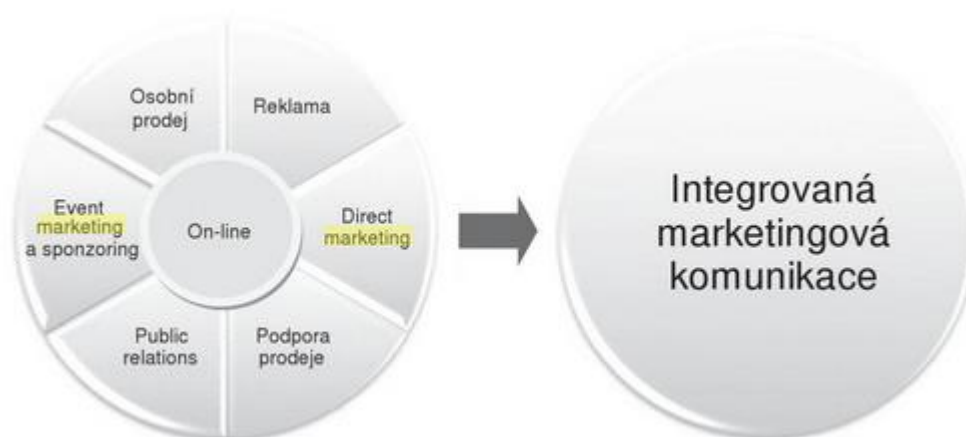 Osobní
prodej
Reklama
Event
marketing
a sponzoring
On-line
Direct
marketing
Public
relations
Podpora
prodeje
Integrovaná
marketingová
komunikace